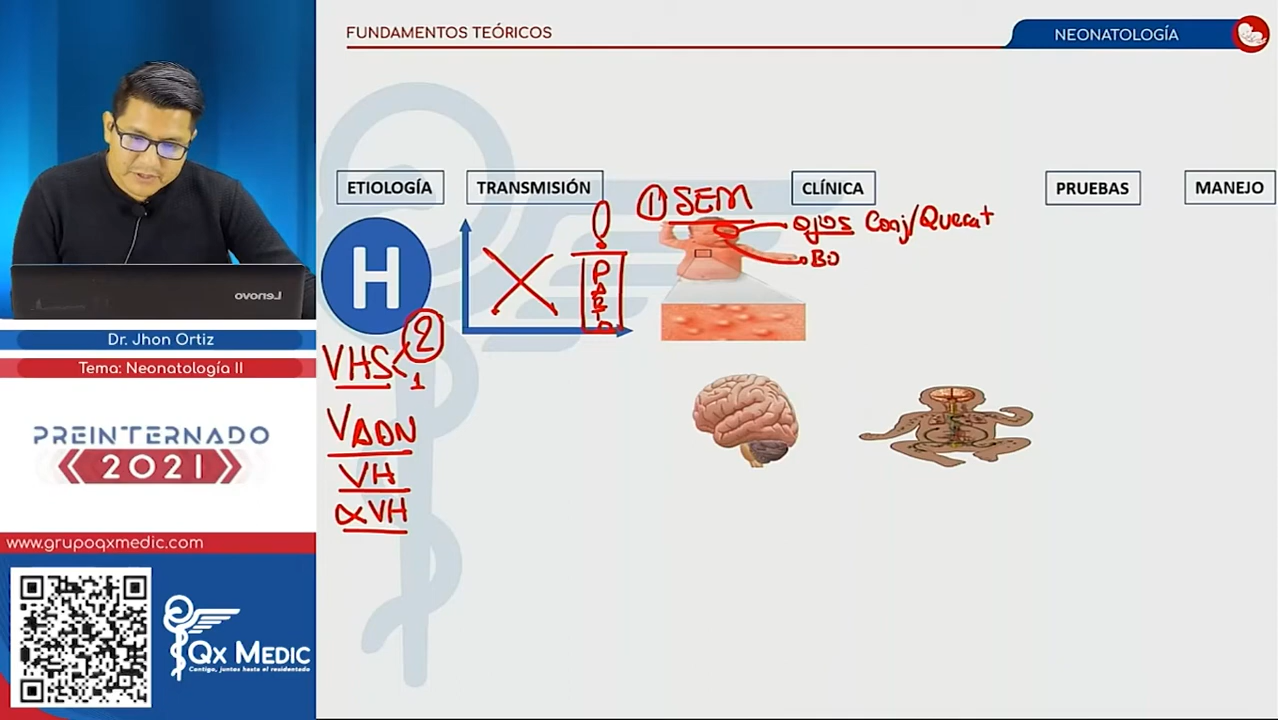 FUNDAMENTOS TEÓRICOS
NEONATOLOGÍA
ETIOLOGÍA
TRANSMISIÓN
CLÍNICA
PRUEBAS
MANEJO
H
VHS
2
1
VADN
VH
αVH
PARTO
① SEM
OJOS Conj/Querat
BO
Lenovo
Dr. Jhon Ortiz
Tema: Neonatología II
PREINTERNADO
2021
www.grupoqxmedic.com
Qx MEDIC
Contigo, juntos hasta el residentado